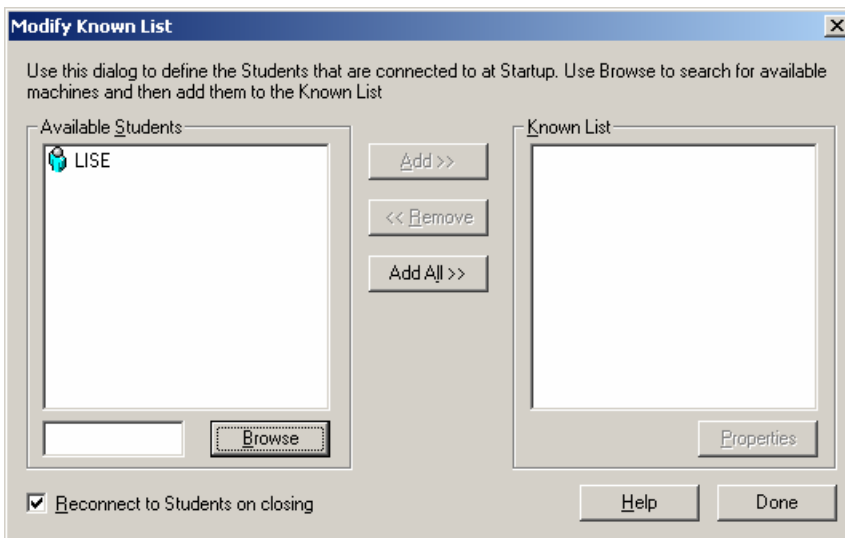 Modify Known List
Use this dialog to define the Students that are connected to at Startup. Use Browse to search for available
machines and then add them to the Known List
Available Students
LISE
Add >>
<< Remove
Add All >>
Known List
Browse
Properties
Reconnect to Students on closing
Help
Done